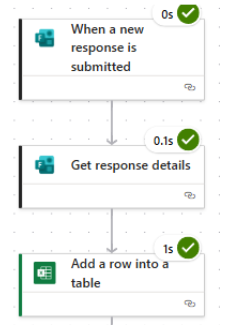 0s
When a new
response is
submitted
0.1s
Get response details
1s
Add a row into a
table